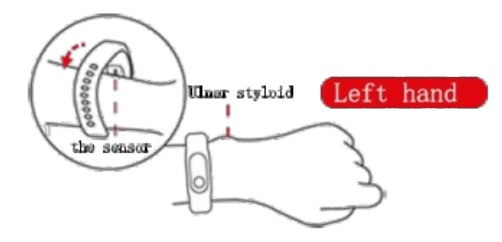 Ulnar styloid
Left hand
the sensor